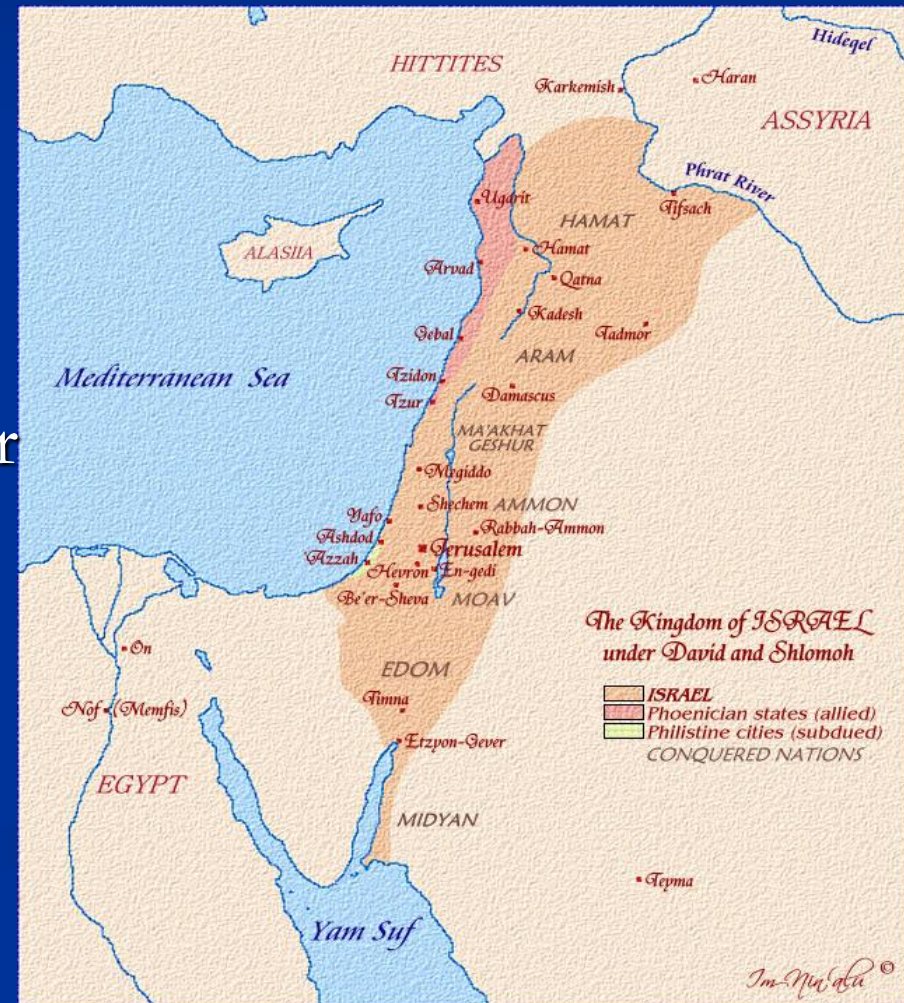 Hideqel
HITTITES
Karkemish
Haran
ASSYRIA
Phrat River
Ugarit
Tifsach
HAMAT
ALASIIA
Hamat
Arvad
Qatna
Kadesh
Gebal
Tadmor
ARAM
Mediterranean Sea
Tzidon
Damascus
Tzur
r
MA'AKHAT
GESHUR
Megiddo
Shechem
AMMON
Yafo
Rabbah-Ammon
Ashdod
Jerusalem
'Azzah
Hevron
En-gedi
Be'er-Sheva
MOAV
The Kingdom of ISRAEL
under David and Shlomoh
On
EDOM
ISRAEL
Timna
Nof (Memfis)
Phoenician states (allied)
Philistine cities (subdued)
Etzyon-Gever
CONQUERED NATIONS
EGYPT
MIDYAN
Teyma
Yam Suf
Im-Nin'alu ©